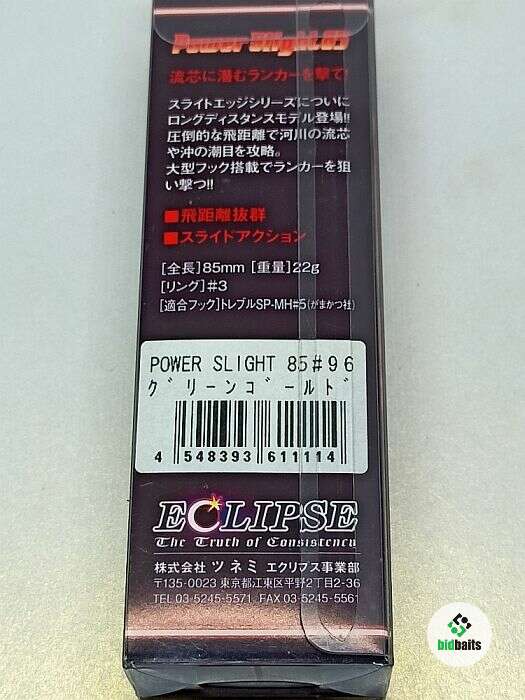 Power Slight 85
流芯に潜むランカーを撃て!
スライトエッジシリーズについに
ロングディスタンスモデル登場!!
圧倒的な飛距離で河川の流芯
や沖の潮目を攻略。
大型フック搭載でランカーを狙
い撃つ!!
■飛距離抜群
■スライドアクション
[全長]85mm [重量]22g
[リング]#3
[適合フック]トレブルSP-MH#5(がまかつ社)
POWER SLIGHT 85#96
グリーンゴールド
4 548393 611114
ECLIPSE
The Truth of Consistency
株式会社 ツネミ エクリプス事業部
〒135-0023 東京都江東区平野2丁目2-36
TEL 03-5245-5571, FAX 03-5245-5561
bidbaits